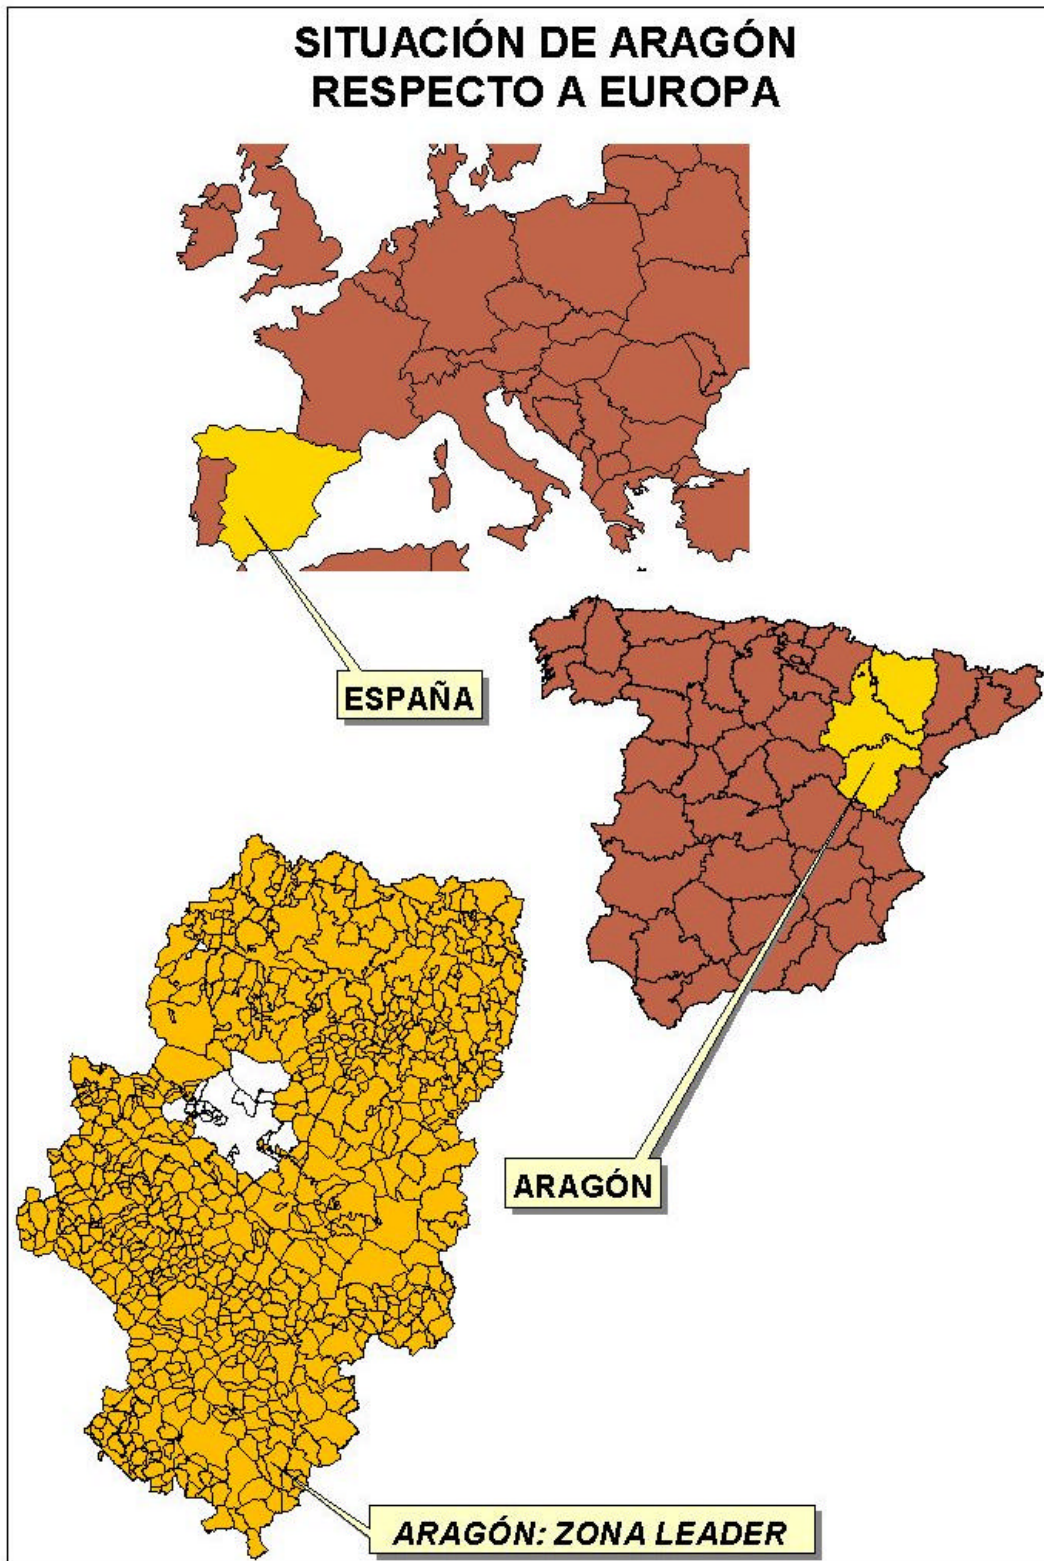 SITUACIÓN DE ARAGÓN
RESPECTO A EUROPA
ESPAÑA
ARAGÓN
ARAGÓN: ZONA LEADER